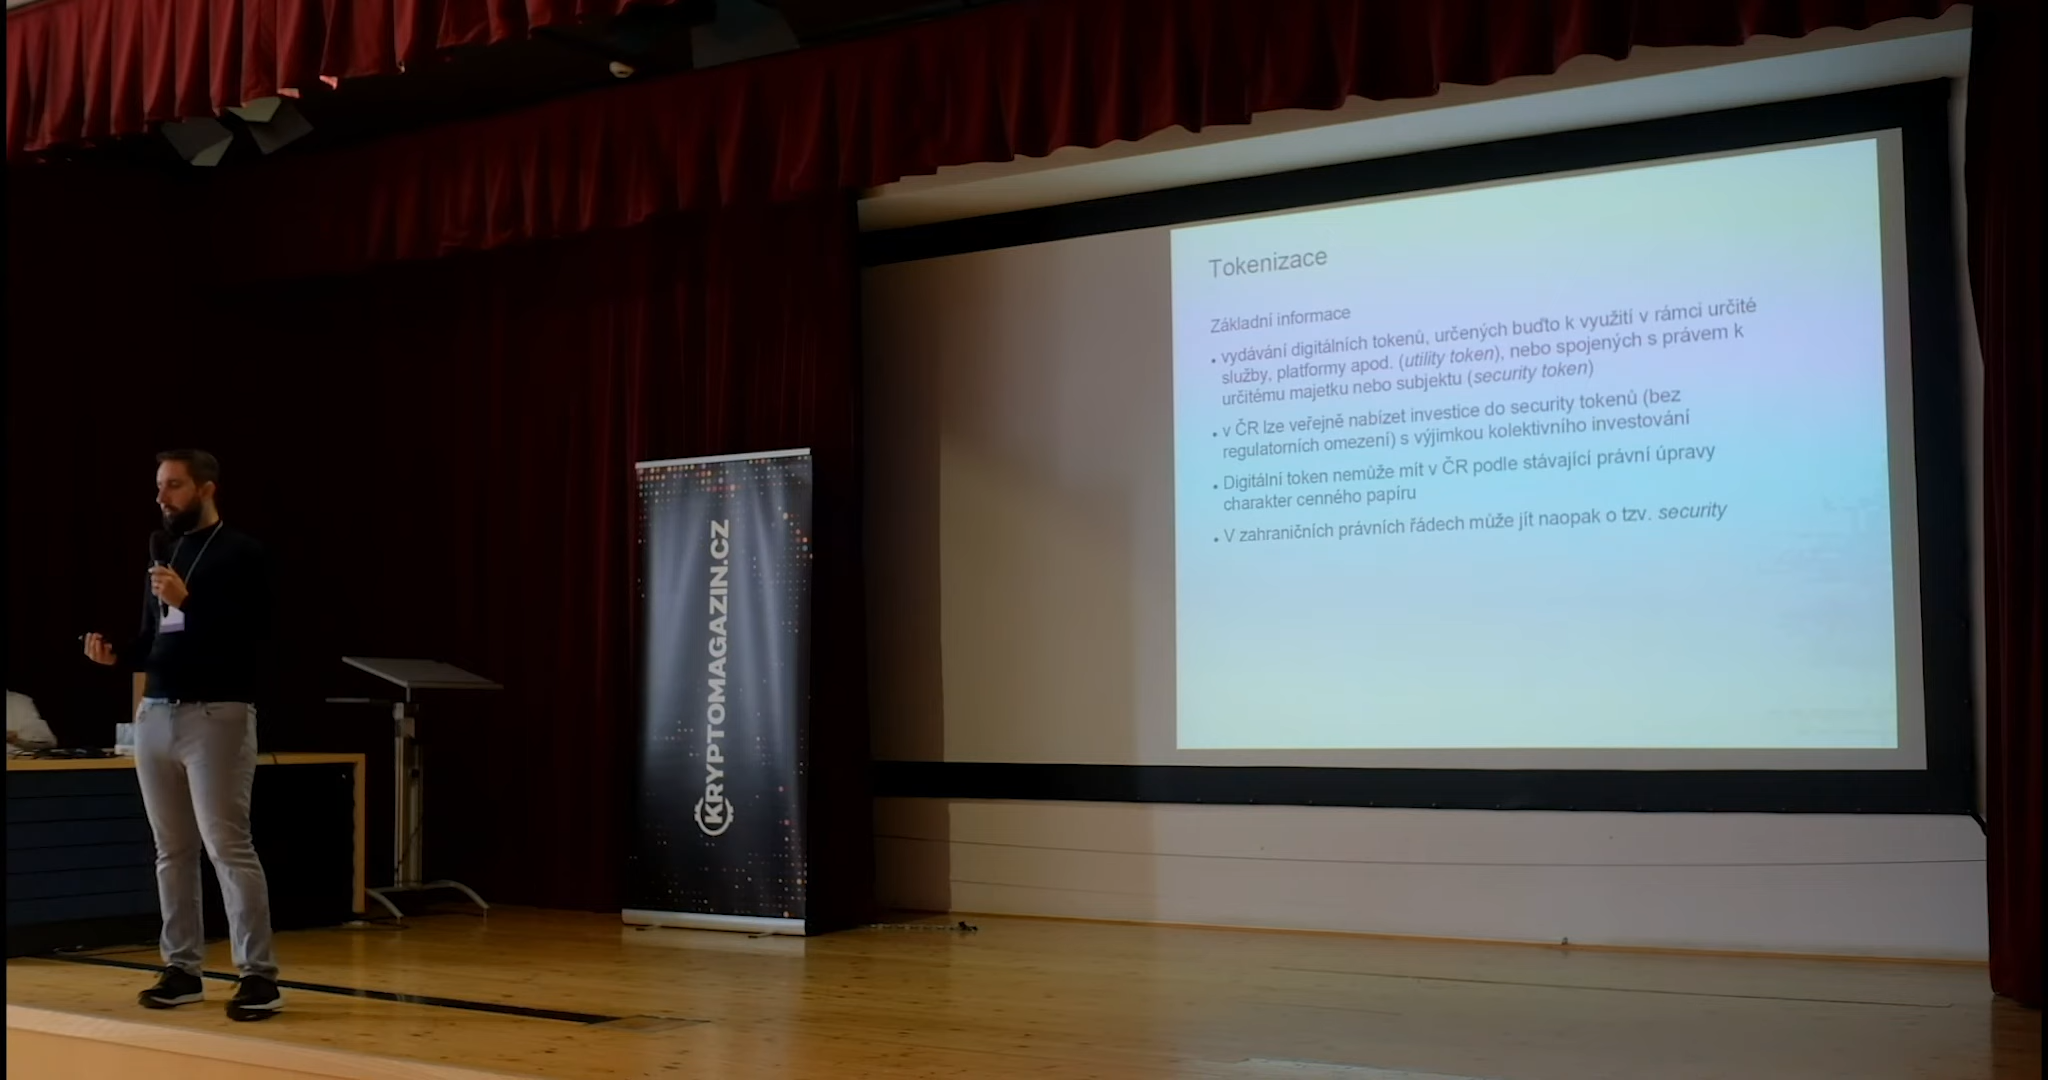 Tokenizace
Základní informace
• vydávání digitálních tokenů, určených buďto k využití v rámci určité
služby, platformy apod. (utility token), nebo spojených s právem k
určitému majetku nebo subjektu (security token)
• v ČR lze veřejně nabízet investice do security tokenů (bez
regulatorních omezení) s výjimkou kolektivního investování
• Digitální token nemůže mít v ČR podle stávající právní úpravy
charakter cenného papíru
• V zahraničních právních řádech může jít naopak o tzv. security
KRYPTOMAGAZIN.CZ